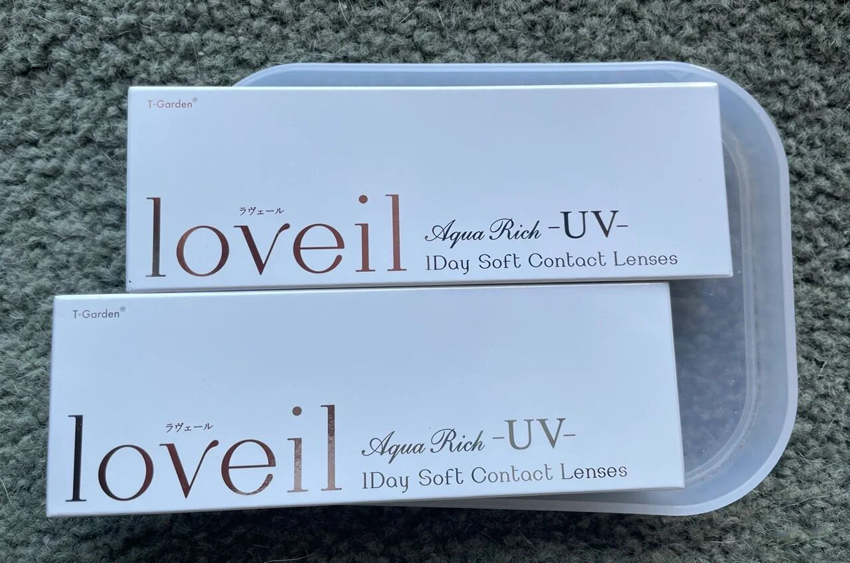 T-Garden®
ラヴェール
loveil
Aqua Rich -UV-
1Day Soft Contact Lenses
T-Garden®
ラヴェール
loveil
Aqua Rich -UV-
1Day Soft Contact Lenses